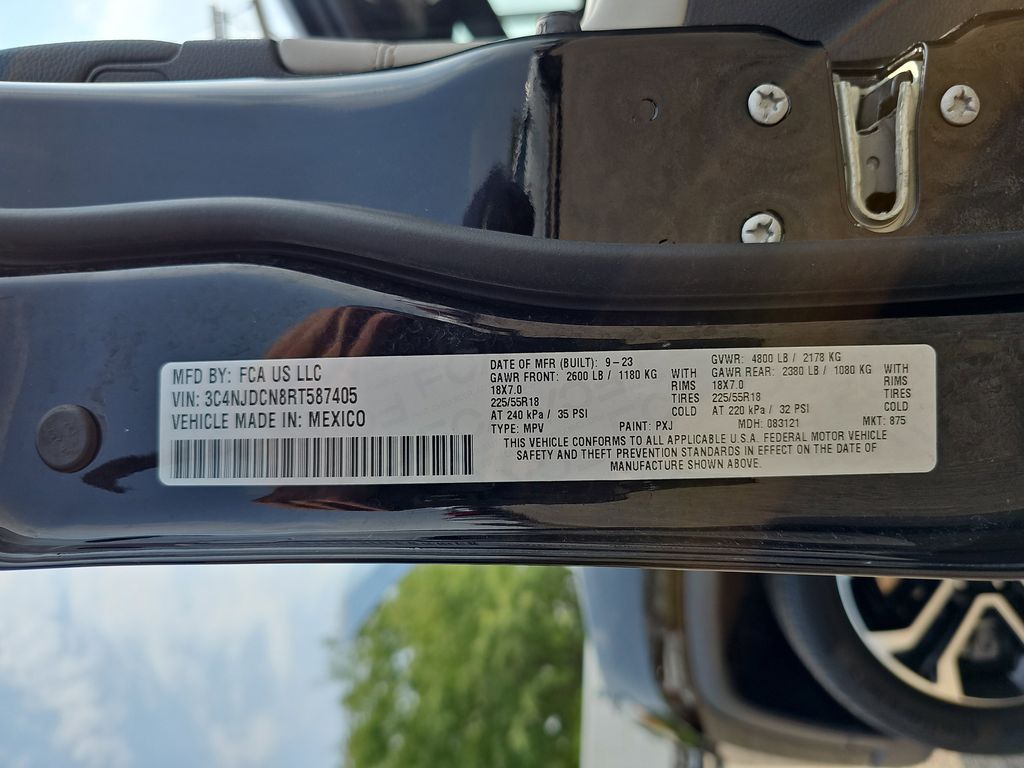 MFD BY: FCA US LLC
VIN: 3C4NJDCN8RT587405
VEHICLE MADE IN: MEXICO
DATE OF MFR (BUILT): 9-23
GAWR FRONT: 2600 LB / 1180 KG WITH
18X7.0 RIMS
225/55R18 TIRES
AT 240 kPa / 35 PSI COLD
GVWR: 4800 LB / 2178 KG
GAWR REAR: 2380 LB / 1080 KG WITH
18X7.0 RIMS
225/55R18 TIRES
AT 220 kPa / 32 PSI COLD
TYPE: MPV PAINT: PXJ MDH: 083121 MKT: 875
THIS VEHICLE CONFORMS TO ALL APPLICABLE U.S.A. FEDERAL MOTOR VEHICLE
SAFETY AND THEFT PREVENTION STANDARDS IN EFFECT ON THE DATE OF
MANUFACTURE SHOWN ABOVE.